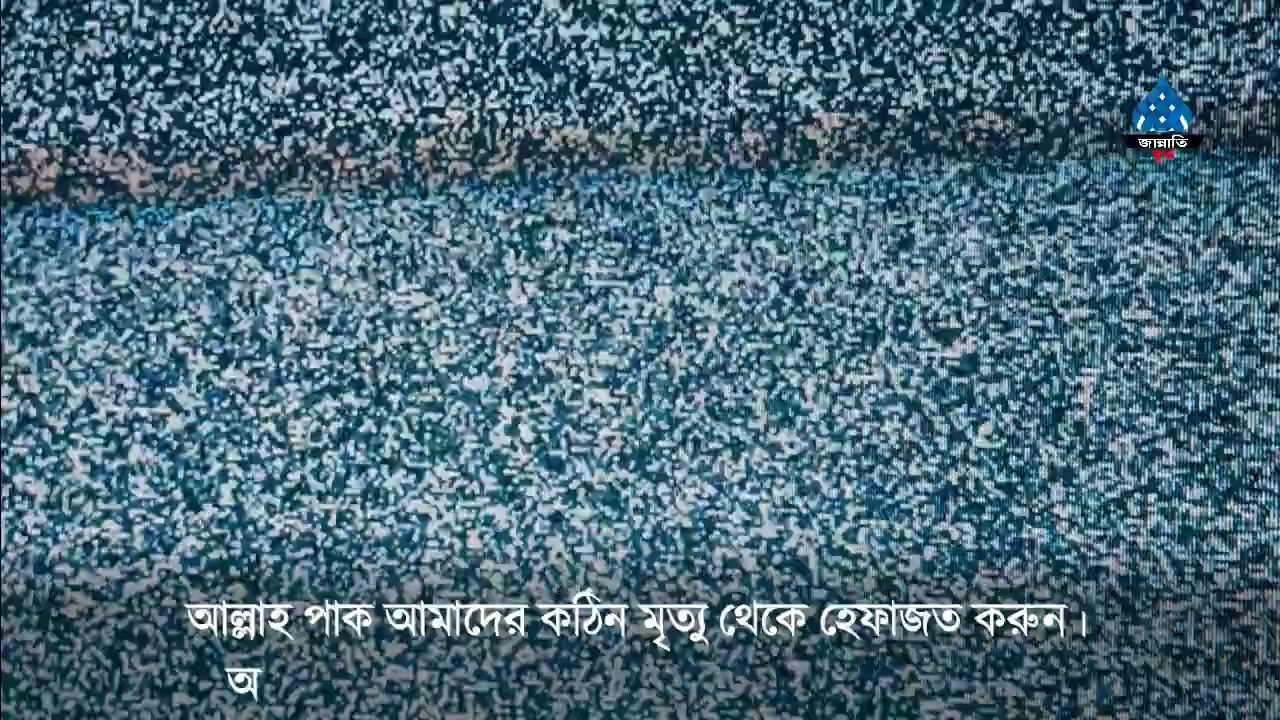 জান্নাতি
আল্লাহ পাক আমাদের কঠিন মৃত্যু থেকে হেফাজত করুন।
অ